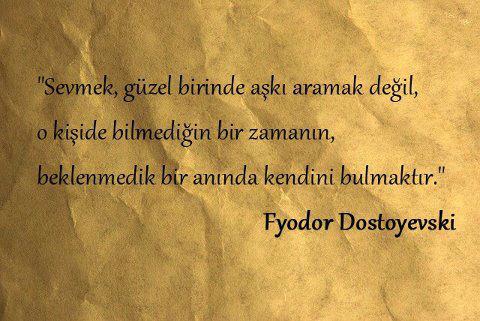 "Sevmek, güzel birinde aşkı aramak değil,
o kişide bilmediğin bir zamanın,
beklenmedik bir anında kendini bulmaktır."
Fyodor Dostoyevski